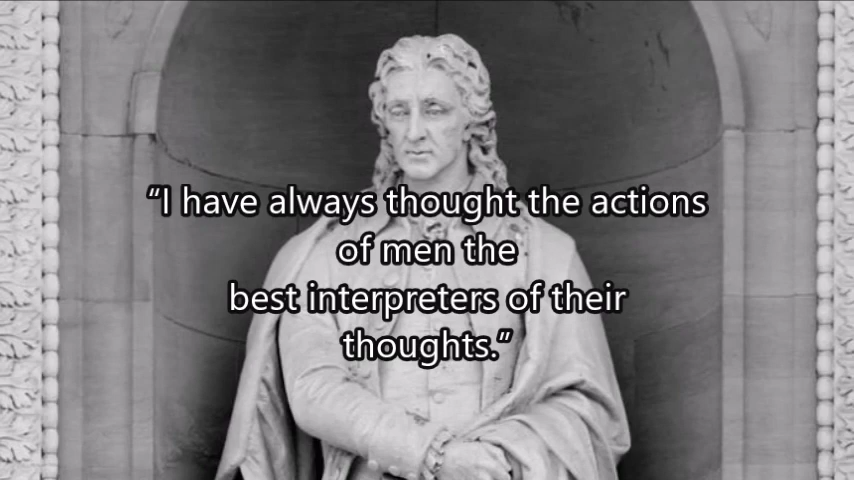 “I have always thought the actions
of men the
best interpreters of their
thoughts.”